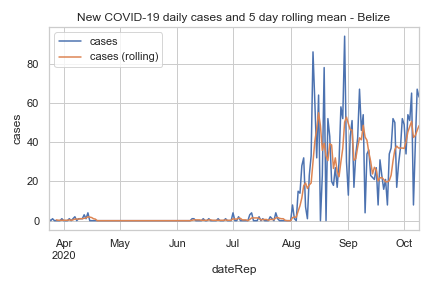 New COVID-19 daily cases and 5 day rolling mean - Belize
cases
cases (rolling)
cases
80
60
40
20
0
Apr May Jun Jul Aug Sep Oct
2020
dateRep